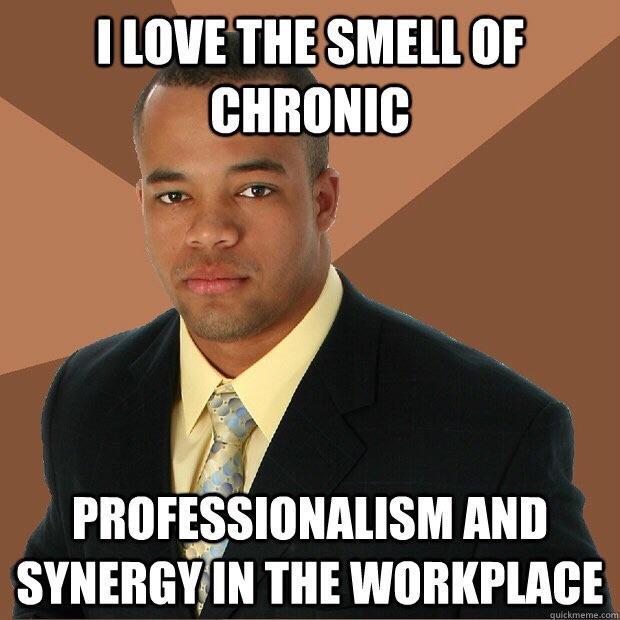 I LOVE THE SMELL OF
CHRONIC
PROFESSIONALISM AND
SYNERGY IN THE WORKPLACE
quickmeme.com